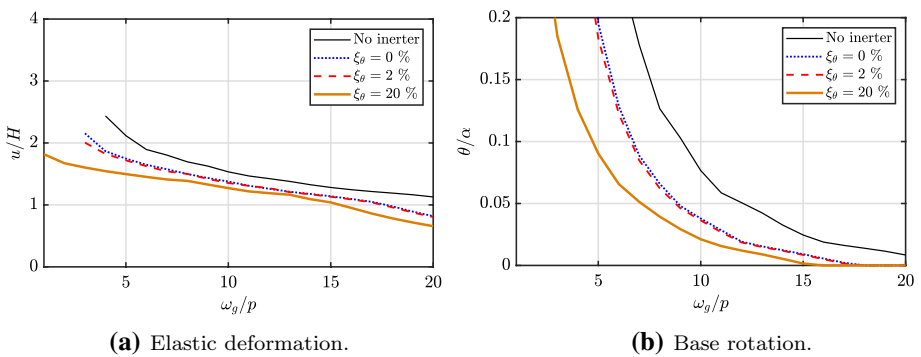 4
3
2
1
0
u/H
5
10
15
20
ω_g/p
No inerter
ξ_θ = 0 %
ξ_θ = 2 %
ξ_θ = 20 %
(a) Elastic deformation.
0.2
0.15
0.1
0.05
0
θ/α
5
10
15
20
ω_g/p
No inerter
ξ_θ = 0 %
ξ_θ = 2 %
ξ_θ = 20 %
(b) Base rotation.